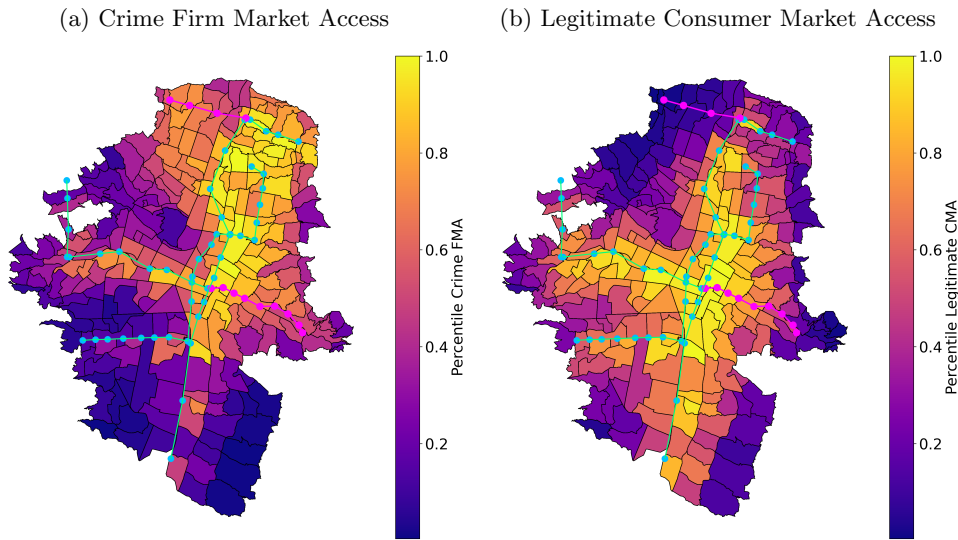 (a) Crime Firm Market Access
(b) Legitimate Consumer Market Access
1.0
0.8
0.6
0.4
0.2
Percentile Crime FMA
1.0
0.8
0.6
0.4
0.2
Percentile Legitimate CMA